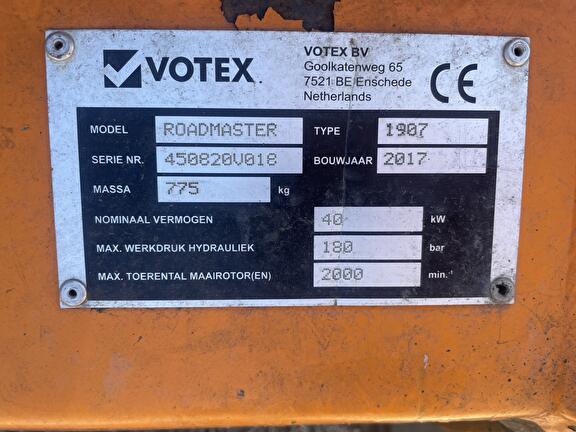 VOTEX
VOTEX BV
Goolkatenweg 65
7521 BE Enschede
Netherlands
CE
MODEL ROADMASTER TYPE 1907
SERIE NR. 450820V018 BOUWJAAR 2017
MASSA 775 kg
NOMINAAL VERMOGEN 40 kW
MAX. WERKDRUK HYDRAULIEK 180 bar
MAX. TOERENTAL MAAIROTOR(EN) 2000 min.⁻¹